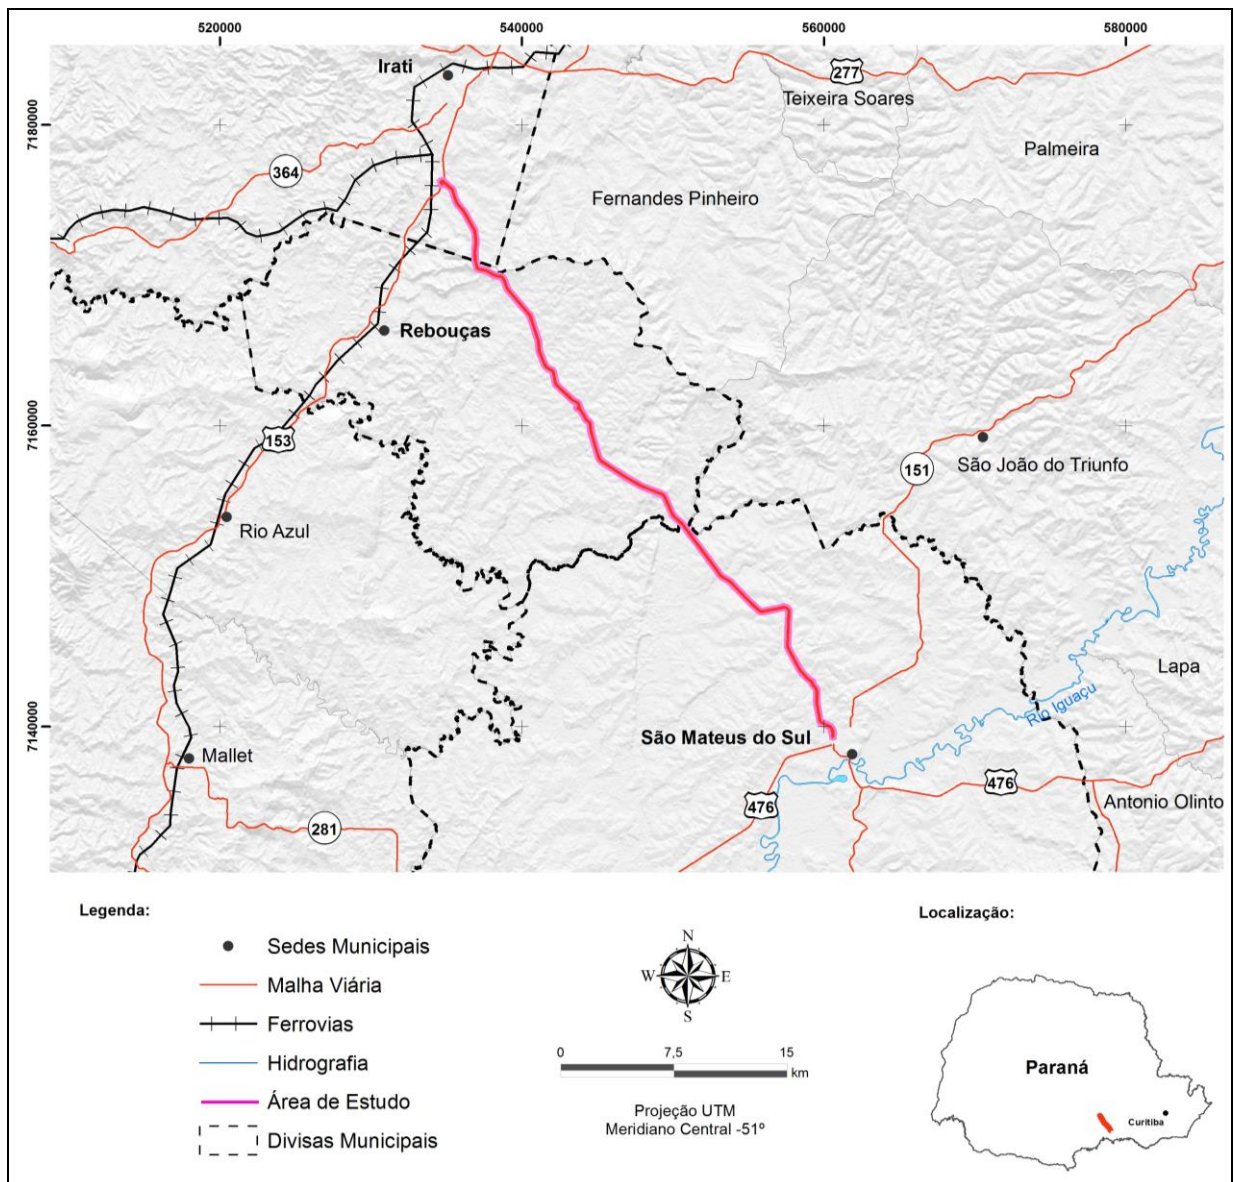 520000
540000
560000
580000
Irati
277
Teixeira Soares
7180000
Palmeira
364
Fernandes Pinheiro
Rebouças
7160000
153
São João do Triunfo
151
Rio Azul
Lapa
Rio Iguaçu
7140000
São Mateus do Sul
Mallet
476
476
Antonio Olinto
281
Legenda:
Sedes Municipais
Malha Viária
Ferrovias
Hidrografia
Área de Estudo
Divisas Municipais
N
W
E
S
0
7,5
15
km
Projeção UTM
Meridiano Central -51º
Localização:
Paraná
Curitiba